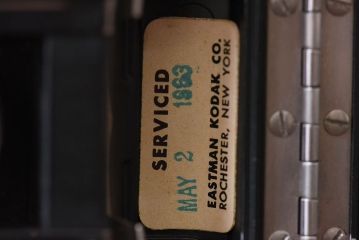 SERVICED
MAY 2 1963
EASTMAN KODAK CO.
ROCHESTER, NEW YORK